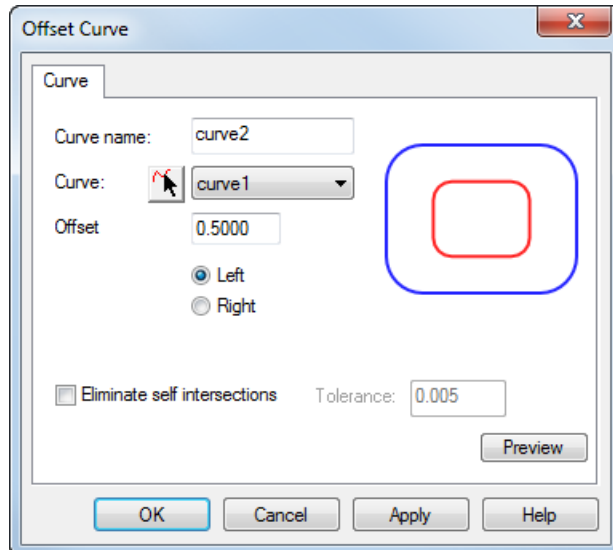 Offset Curve
Curve
Curve name: curve2
Curve: curve1
Offset 0.5000
Left
Right
Eliminate self intersections Tolerance: 0.005
Preview
OK Cancel Apply Help